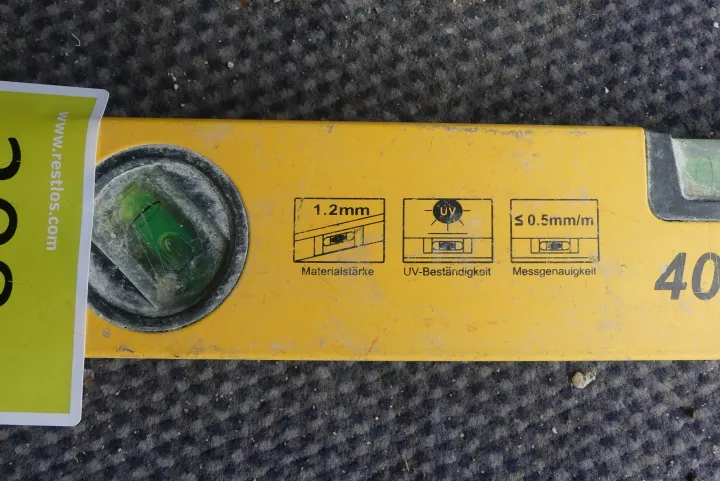 www.restlos.com
1.2mm
Materialstärke
UV
UV-Beständigkeit
≤ 0.5mm/m
Messgenauigkeit
40